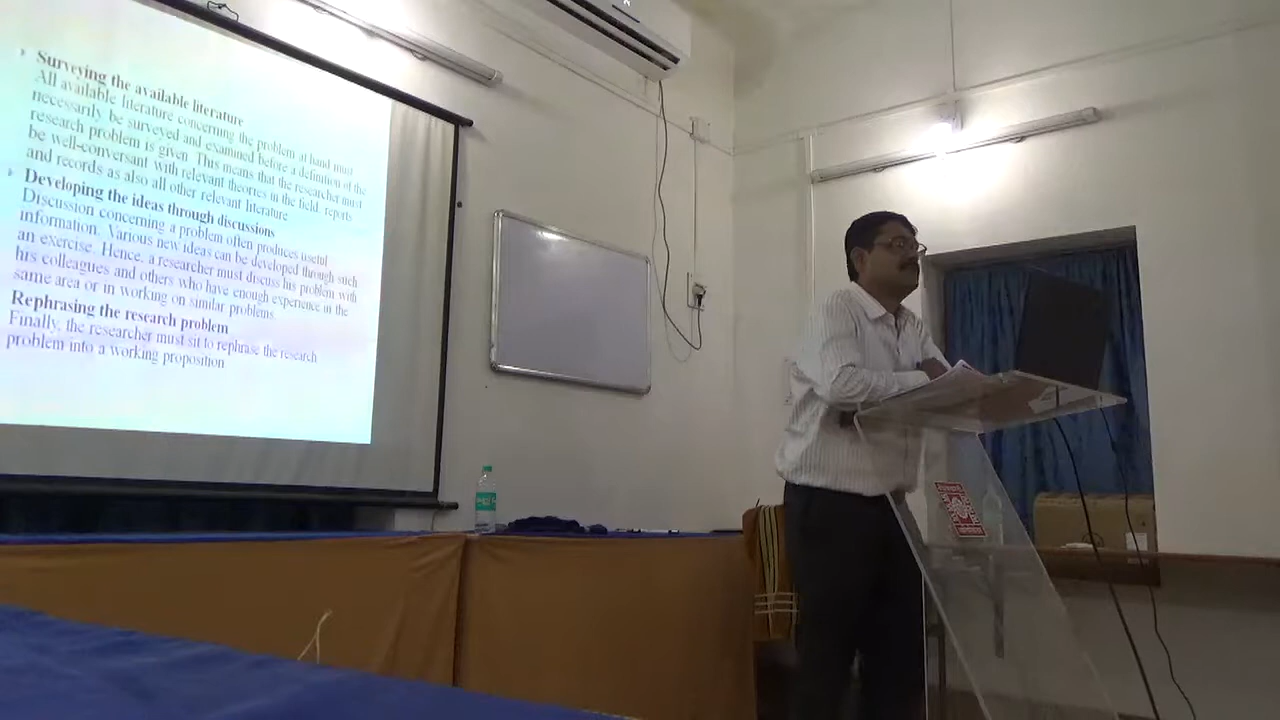 Surveying the available literature
All available literature concerning the problem at hand must
necessarily be surveyed and examined before a definition of the
research problem is given. This means that the researcher must
be well-conversant with relevant theories in the field, reports
and records as also all other relevant literature
Developing the ideas through discussions
Discussion concerning a problem often produces useful
information. Various new ideas can be developed through such
an exercise. Hence, a researcher must discuss his problem with
his colleagues and others who have enough experience in the
same area or in working on similar problems.
Rephrasing the research problem
Finally, the researcher must sit to rephrase the research
problem into a working proposition